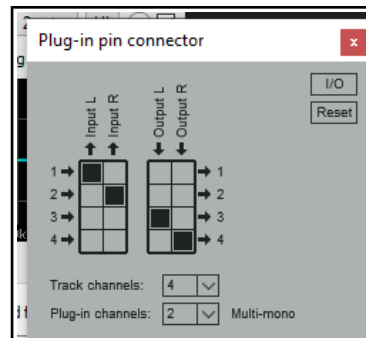 Plug-in pin connector
x
I/O
Reset
Input L
Input R
Output L
Output R
1 → → 1
2 → → 2
3 → → 3
4 → → 4
Track channels: 4
Plug-in channels: 2 Multi-mono